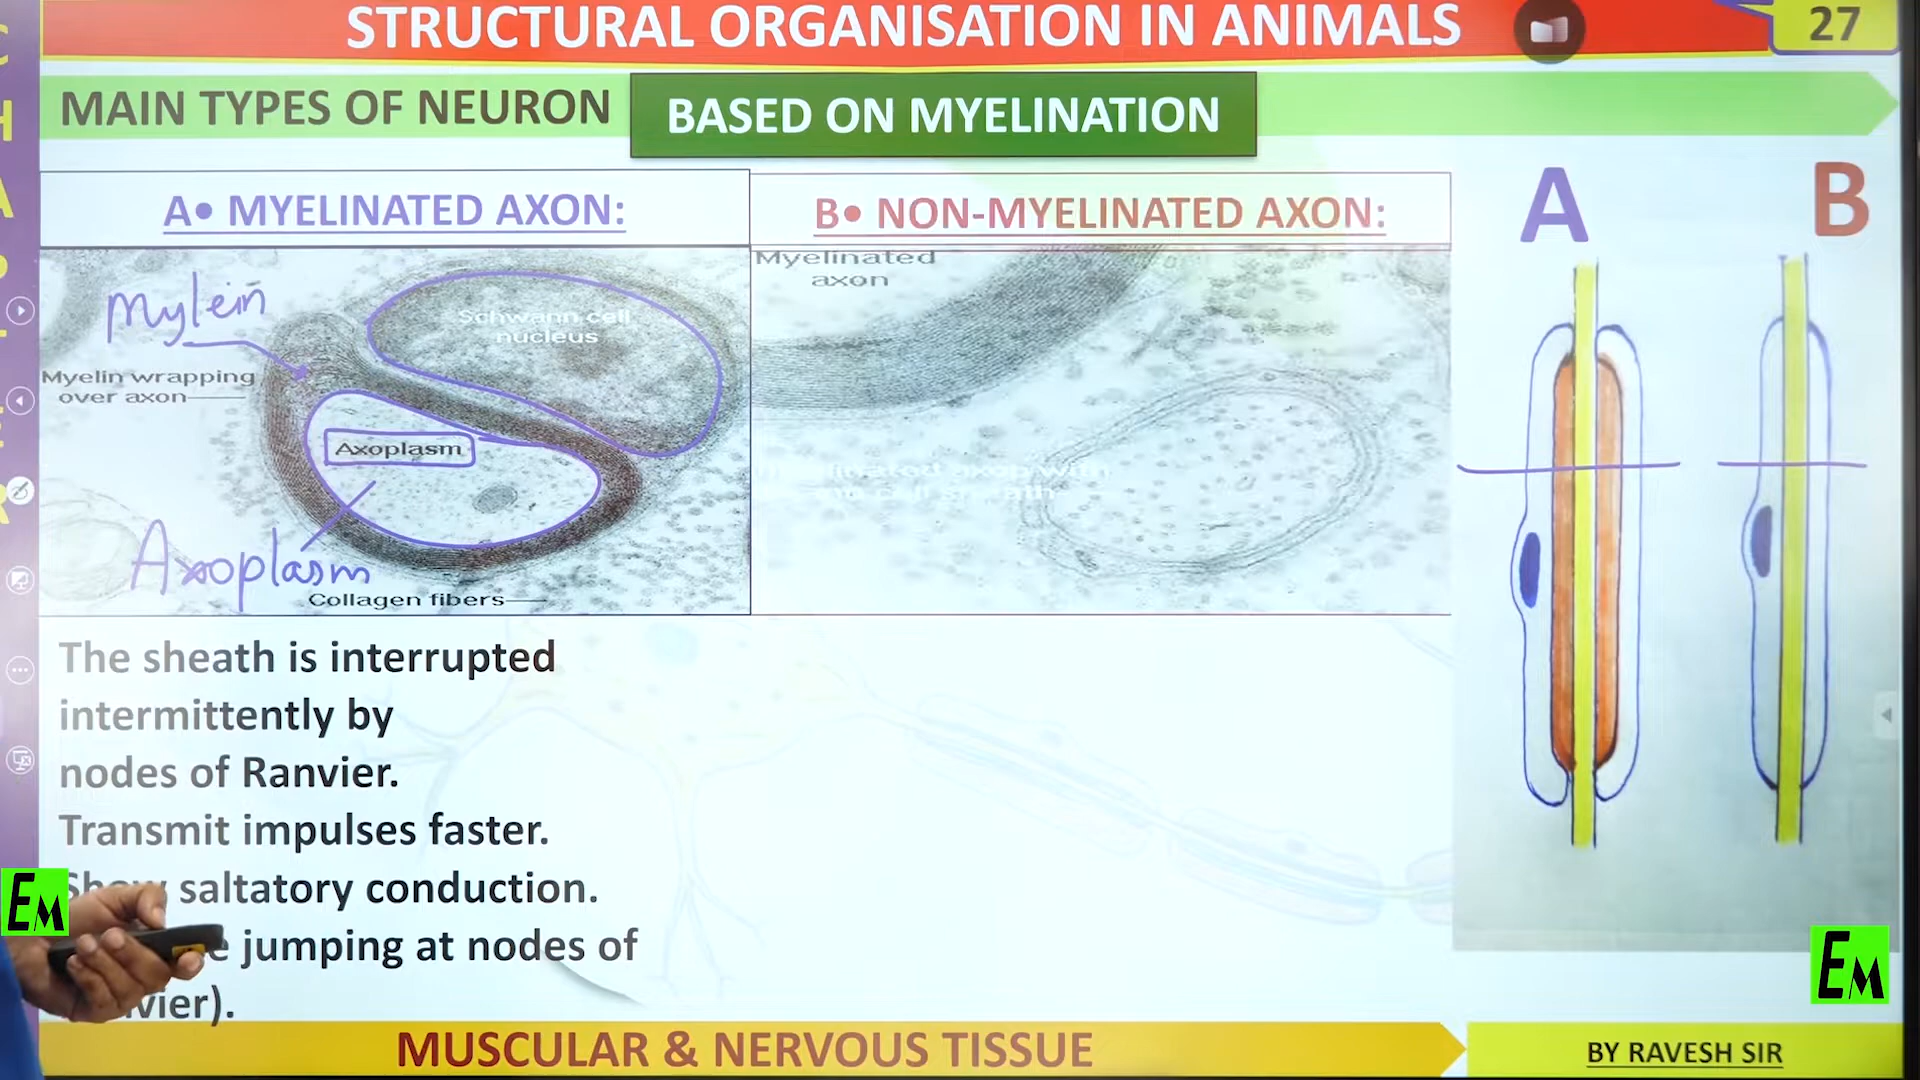 STRUCTURAL ORGANISATION IN ANIMALS
27
MAIN TYPES OF NEURON
BASED ON MYELINATION
A• MYELINATED AXON:
B• NON-MYELINATED AXON:
A
B
Mylein
Schwann cell
nucleus
Myelin wrapping
over axon
Axoplasm
Axoplasm
Collagen fibers
Myelinated
axon
axon with
The sheath is interrupted
intermittently by
nodes of Ranvier.
Transmit impulses faster.
Show saltatory conduction.
jumping at nodes of
EM
EM
MUSCULAR & NERVOUS TISSUE
BY RAVESH SIR